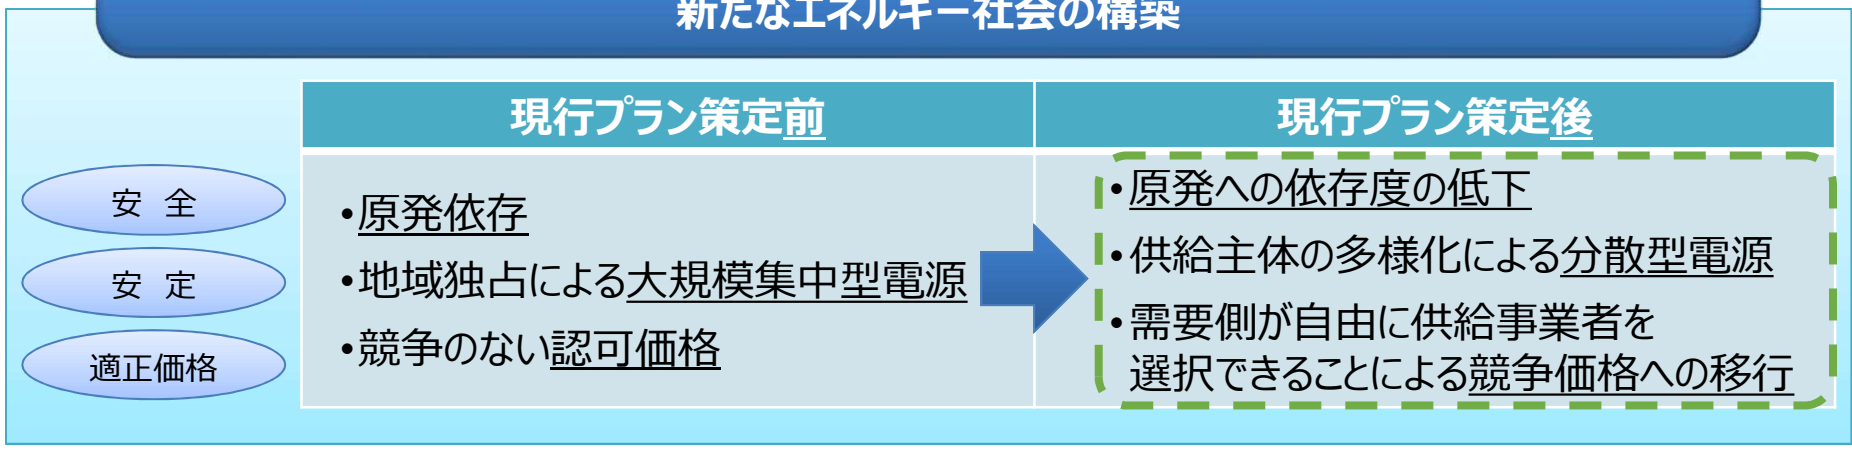 新たなエネルギー社会の構築
現行プラン策定前
現行プラン策定後
安 全
安 定
適正価格
•原発依存
•地域独占による大規模集中型電源
•競争のない認可価格
•原発への依存度の低下
•供給主体の多様化による分散型電源
•需要側が自由に供給事業者を
選択できることによる競争価格への移行